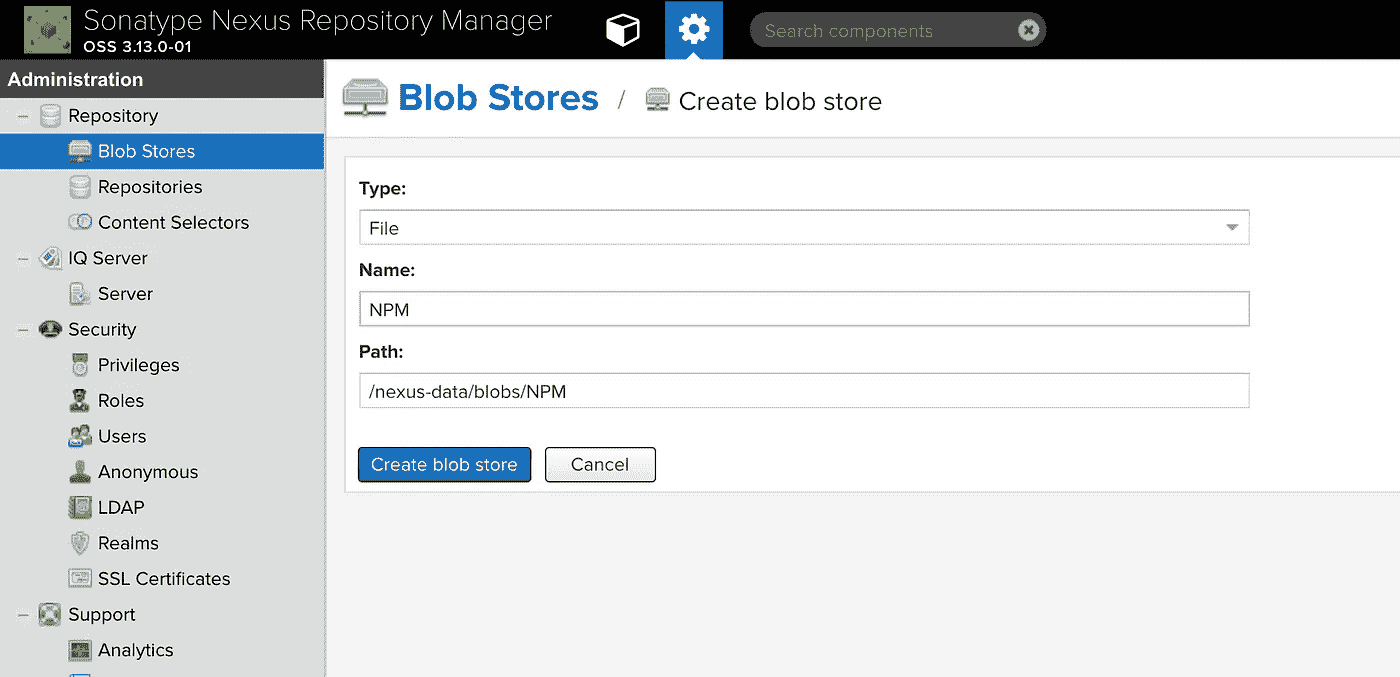 Sonatype Nexus Repository Manager
OSS 3.13.0-01
Search components
Administration
Repository
Blob Stores
Repositories
Content Selectors
IQ Server
Server
Security
Privileges
Roles
Users
Anonymous
LDAP
Realms
SSL Certificates
Support
Analytics
Blob Stores / Create blob store
Type:
File
Name:
NPM
Path:
/nexus-data/blobs/NPM
Create blob store Cancel